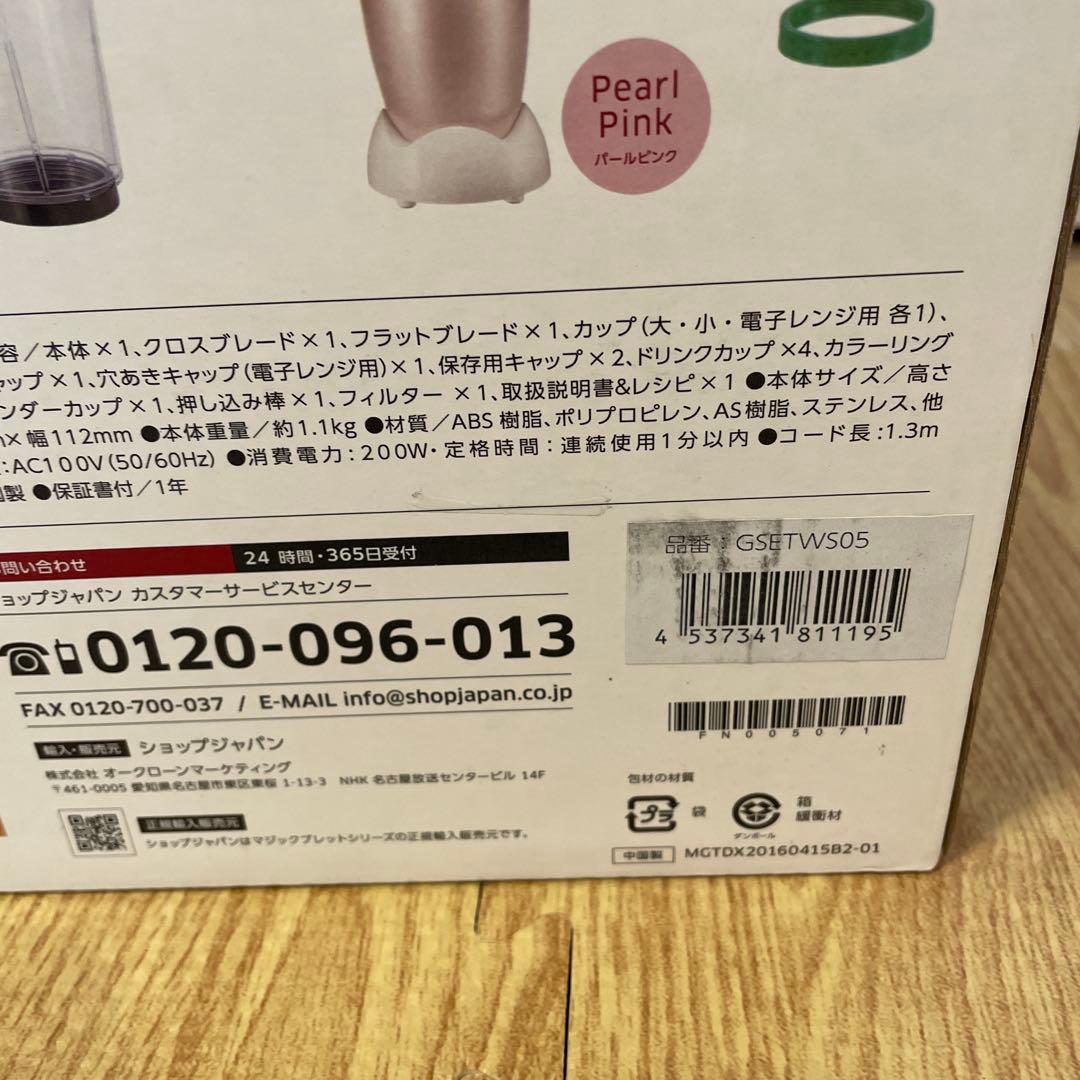 Pearl
Pink
パールピンク
容／本体×1、クロスブレード×1、フラットブレード×1、カップ（大・小・電子レンジ用 各1）、
ャップ×1、穴あきキャップ（電子レンジ用）×1、保存用キャップ×2、ドリンクカップ×4、カラーリング
ンダーカップ×1、押し込み棒×1、フィルター×1、取扱説明書&レシピ×1 ●本体サイズ／高さ
×幅112mm ●本体重量／約1.1kg ●材質／ABS樹脂、ポリプロピレン、AS樹脂、ステンレス、他
:AC100V(50/60Hz) ●消費電力:200W・定格時間:連続使用1分以内 ●コード長:1.3m
製 ●保証書付／1年
問い合わせ 24 時間・365日受付
ョップジャパン カスタマーサービスセンター
0120-096-013
FAX 0120-700-037 / E-MAIL info@shopjapan.co.jp
輸入・販売元 ショップジャパン
株式会社 オークローンマーケティング
〒461-0005 愛知県名古屋市東区東桜 1-13-3 NHK 名古屋放送センタービル 14F
正規輸入販売元
ショップジャパンはマジックブレットシリーズの正規輸入販売元です。
品番：GSETWS05
4 537341 811195
FN005071
包材の材質
プラ 袋
ダンボール
箱
緩衝材
中国製 MGTDX20160415B2-01